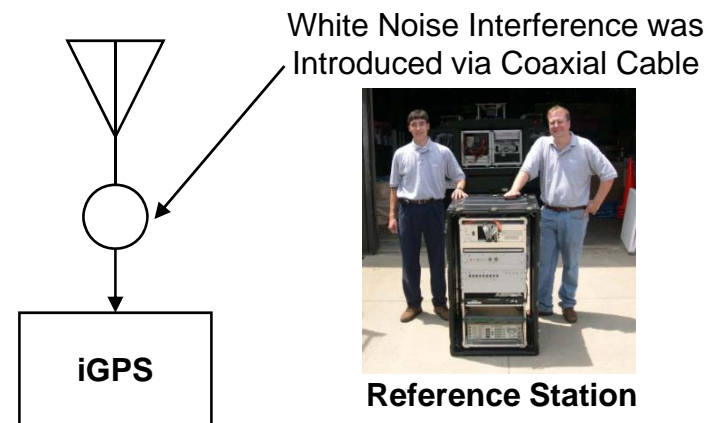 White Noise Interference was
Introduced via Coaxial Cable
iGPS
Reference Station